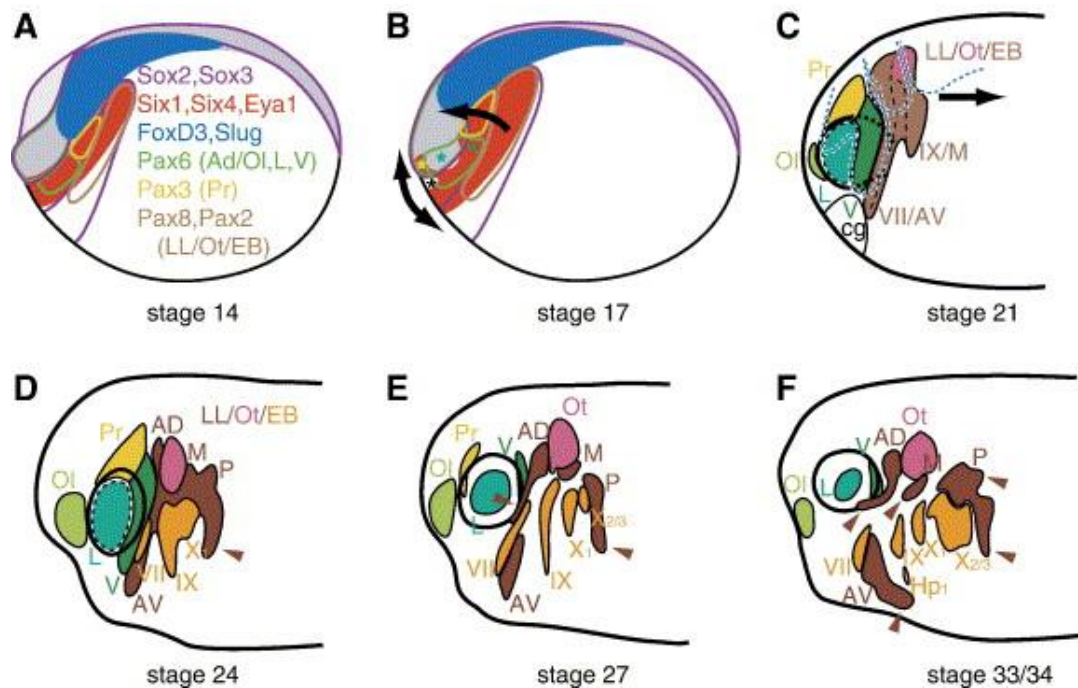 A
Sox2,Sox3
Six1,Six4,Eya1
FoxD3,Slug
Pax6 (Ad/Ol,L,V)
Pax3 (Pr)
Pax8,Pax2
(LL/Ot/EB)
stage 14
B
*
*
*
stage 17
C
LL/Ot/EB
Pr
Ol
IX/M
L
V
VII/AV
cg
stage 21
D
LL/Ot/EB
AD
Pr
M
P
Ol
L
X
V
VII
IX
AV
stage 24
E
Ot
Pr
V
AD
M
Ol
P
L
X2/3
X1
VII
IX
AV
stage 27
F
Ot
AD
V
M
P
L
Ol
VII
IX
X1
X2/3
AV
Hp1
stage 33/34